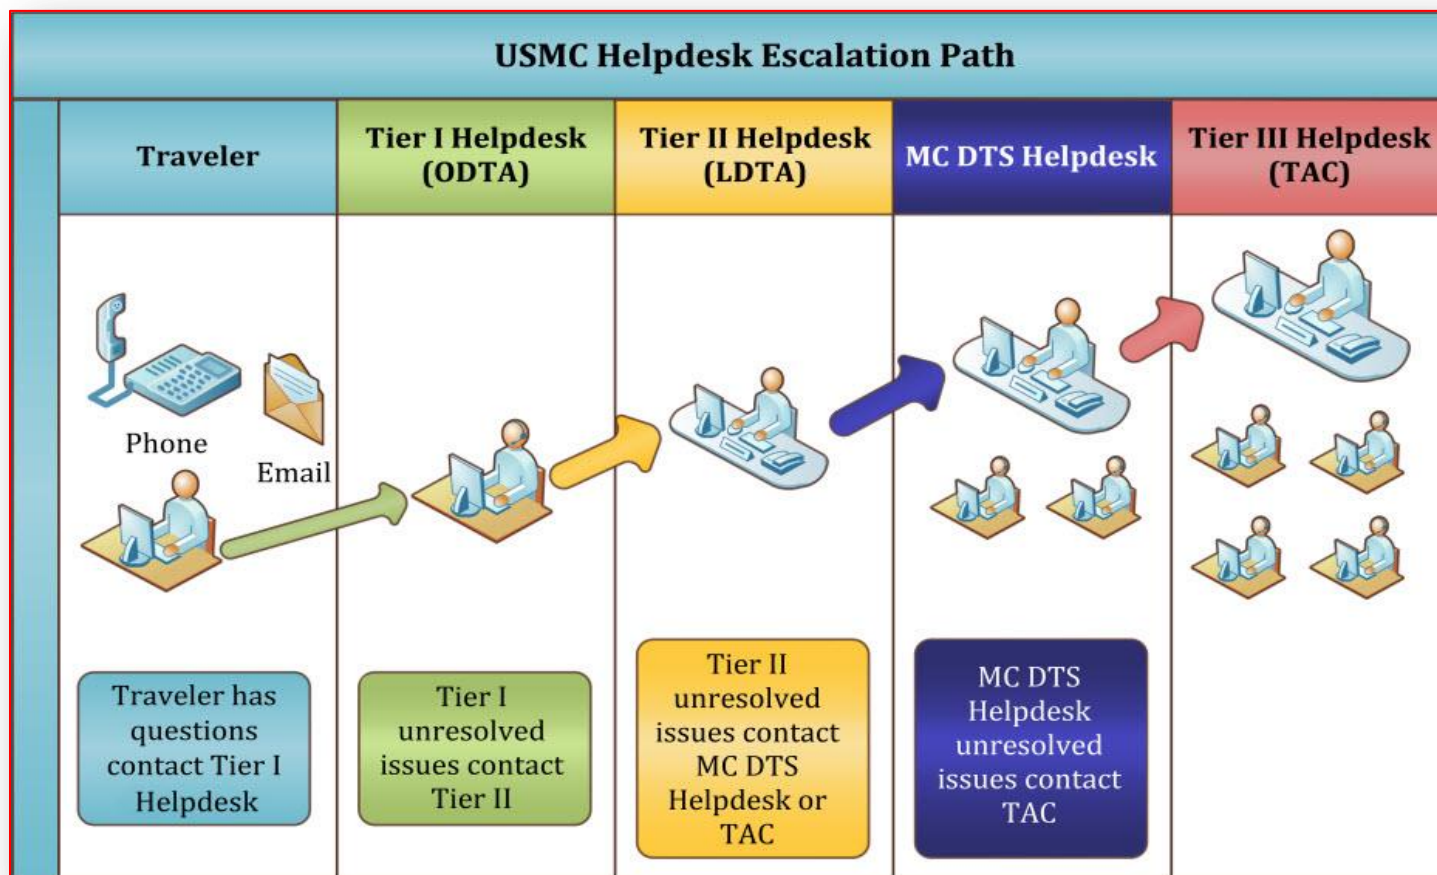 USMC Helpdesk Escalation Path
Traveler
Tier I Helpdesk
(ODTA)
Tier II Helpdesk
(LDTA)
MC DTS Helpdesk
Tier III Helpdesk
(TAC)
Phone
Email
Traveler has
questions
contact Tier I
Helpdesk
Tier I
unresolved
issues contact
Tier II
Tier II
unresolved
issues contact
MC DTS
Helpdesk or
TAC
MC DTS
Helpdesk
unresolved
issues contact
TAC